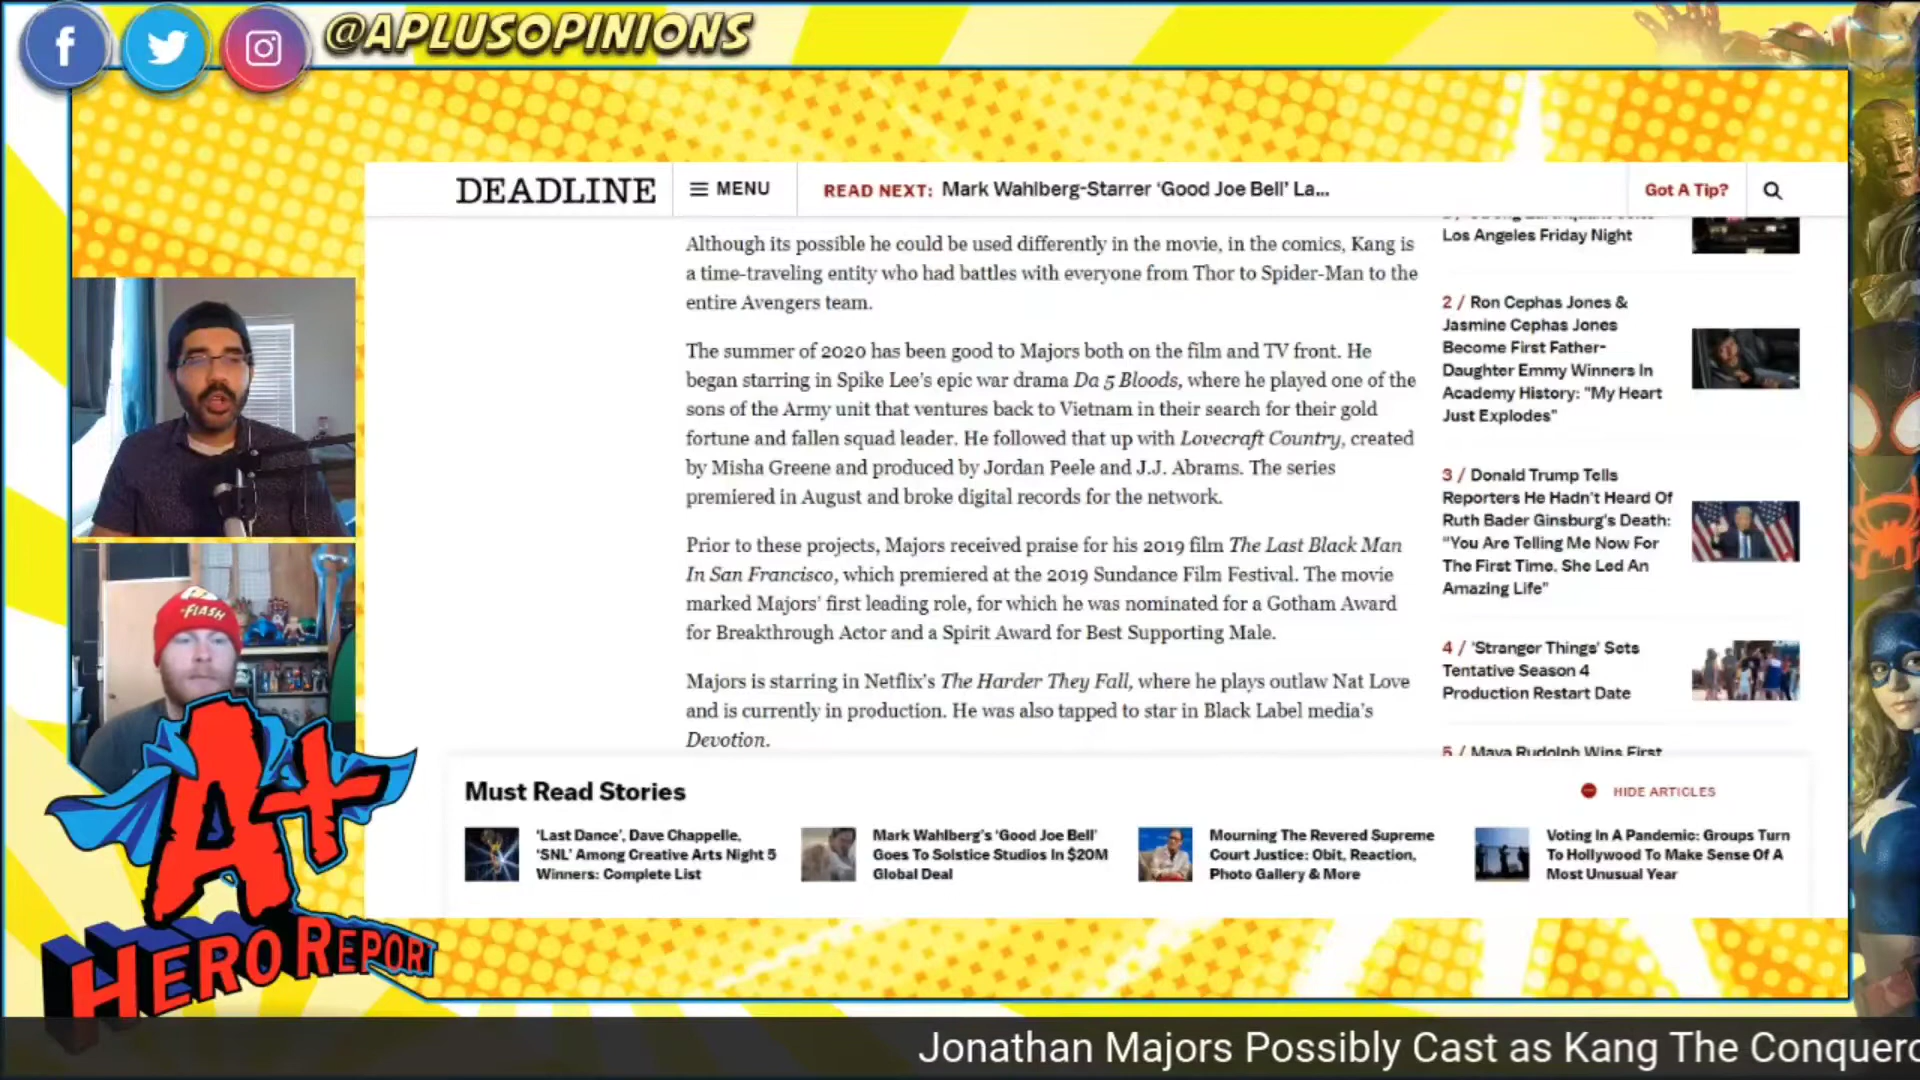 @APLUSOPINIONS
DEADLINE
MENU
READ NEXT: Mark Wahlberg-Starrer ‘Good Joe Bell’ La...
Got A Tip?
Although its possible he could be used differently in the movie, in the comics, Kang is
a time-traveling entity who had battles with everyone from Thor to Spider-Man to the
entire Avengers team.
The summer of 2020 has been good to Majors both on the film and TV front. He
began starring in Spike Lee’s epic war drama Da 5 Bloods, where he played one of the
sons of the Army unit that ventures back to Vietnam in their search for their gold
fortune and fallen squad leader. He followed that up with Lovecraft Country, created
by Misha Greene and produced by Jordan Peele and J.J. Abrams. The series
premiered in August and broke digital records for the network.
Prior to these projects, Majors received praise for his 2019 film The Last Black Man
In San Francisco, which premiered at the 2019 Sundance Film Festival. The movie
marked Majors’ first leading role, for which he was nominated for a Gotham Award
for Breakthrough Actor and a Spirit Award for Best Supporting Male.
Majors is starring in Netflix’s The Harder They Fall, where he plays outlaw Nat Love
and is currently in production. He was also tapped to star in Black Label media’s
Devotion.
Los Angeles Friday Night
2 / Ron Cephas Jones &
Jasmine Cephas Jones
Become First Father-
Daughter Emmy Winners In
Academy History: "My Heart
Just Explodes"
3 / Donald Trump Tells
Reporters He Hadn't Heard Of
Ruth Bader Ginsburg's Death:
“You Are Telling Me Now For
The First Time. She Led An
Amazing Life”
4 / 'Stranger Things' Sets
Tentative Season 4
Production Restart Date
5 / Maya Rudolph Wins First
Must Read Stories
HIDE ARTICLES
‘Last Dance’, Dave Chappelle,
‘SNL’ Among Creative Arts Night 5
Winners: Complete List
Mark Wahlberg’s ‘Good Joe Bell’
Goes To Solstice Studios In $20M
Global Deal
Mourning The Revered Supreme
Court Justice: Obit, Reaction,
Photo Gallery & More
Voting In A Pandemic: Groups Turn
To Hollywood To Make Sense Of A
Most Unusual Year
FLASH
A+
HERO REPORT
Jonathan Majors Possibly Cast as Kang The Conquero